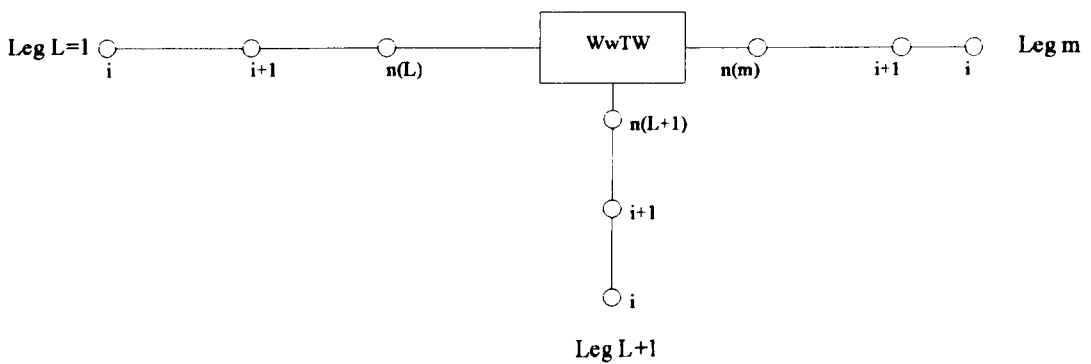 Leg L=1
WwTW
Leg m
i
i+1
n(L)
n(m)
i+1
i
n(L+1)
i+1
i
Leg L+1